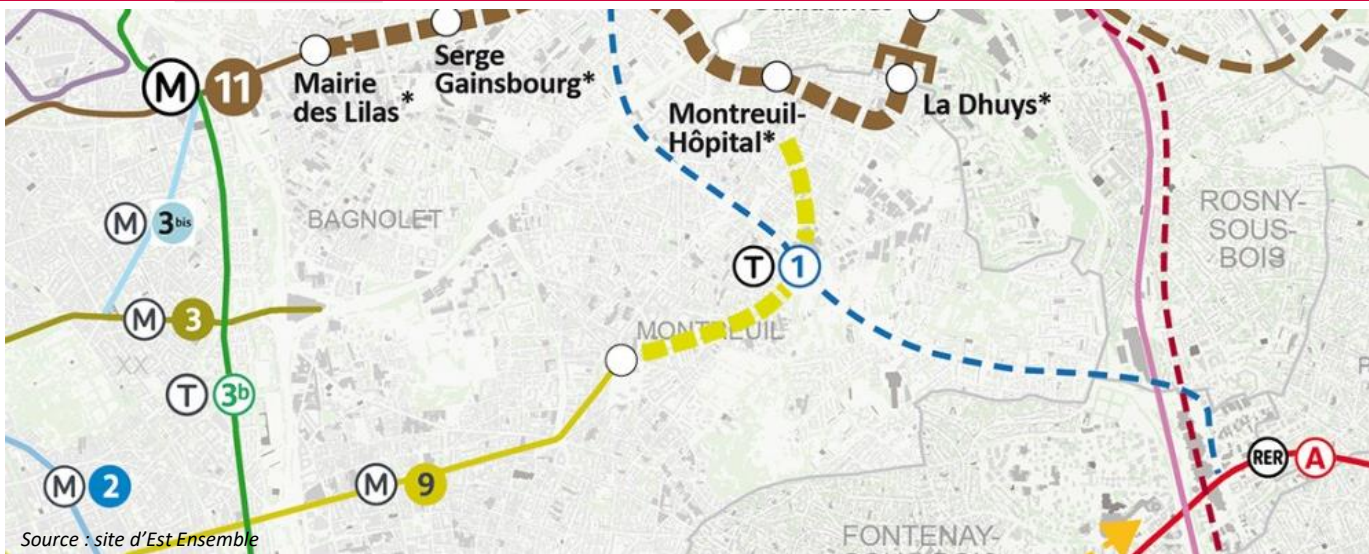 Serge
Gainsbourg*
M 11
Mairie
des Lilas*
La Dhuys*
Montreuil-
Hôpital*
BAGNOLET
M 3bis
ROSNY-
SOUS-
BOIS
T 1
M 3
MONTREUIL
XX
T 3b
M 2
M 9
RER A
FONTENAY-
Source : site d'Est Ensemble